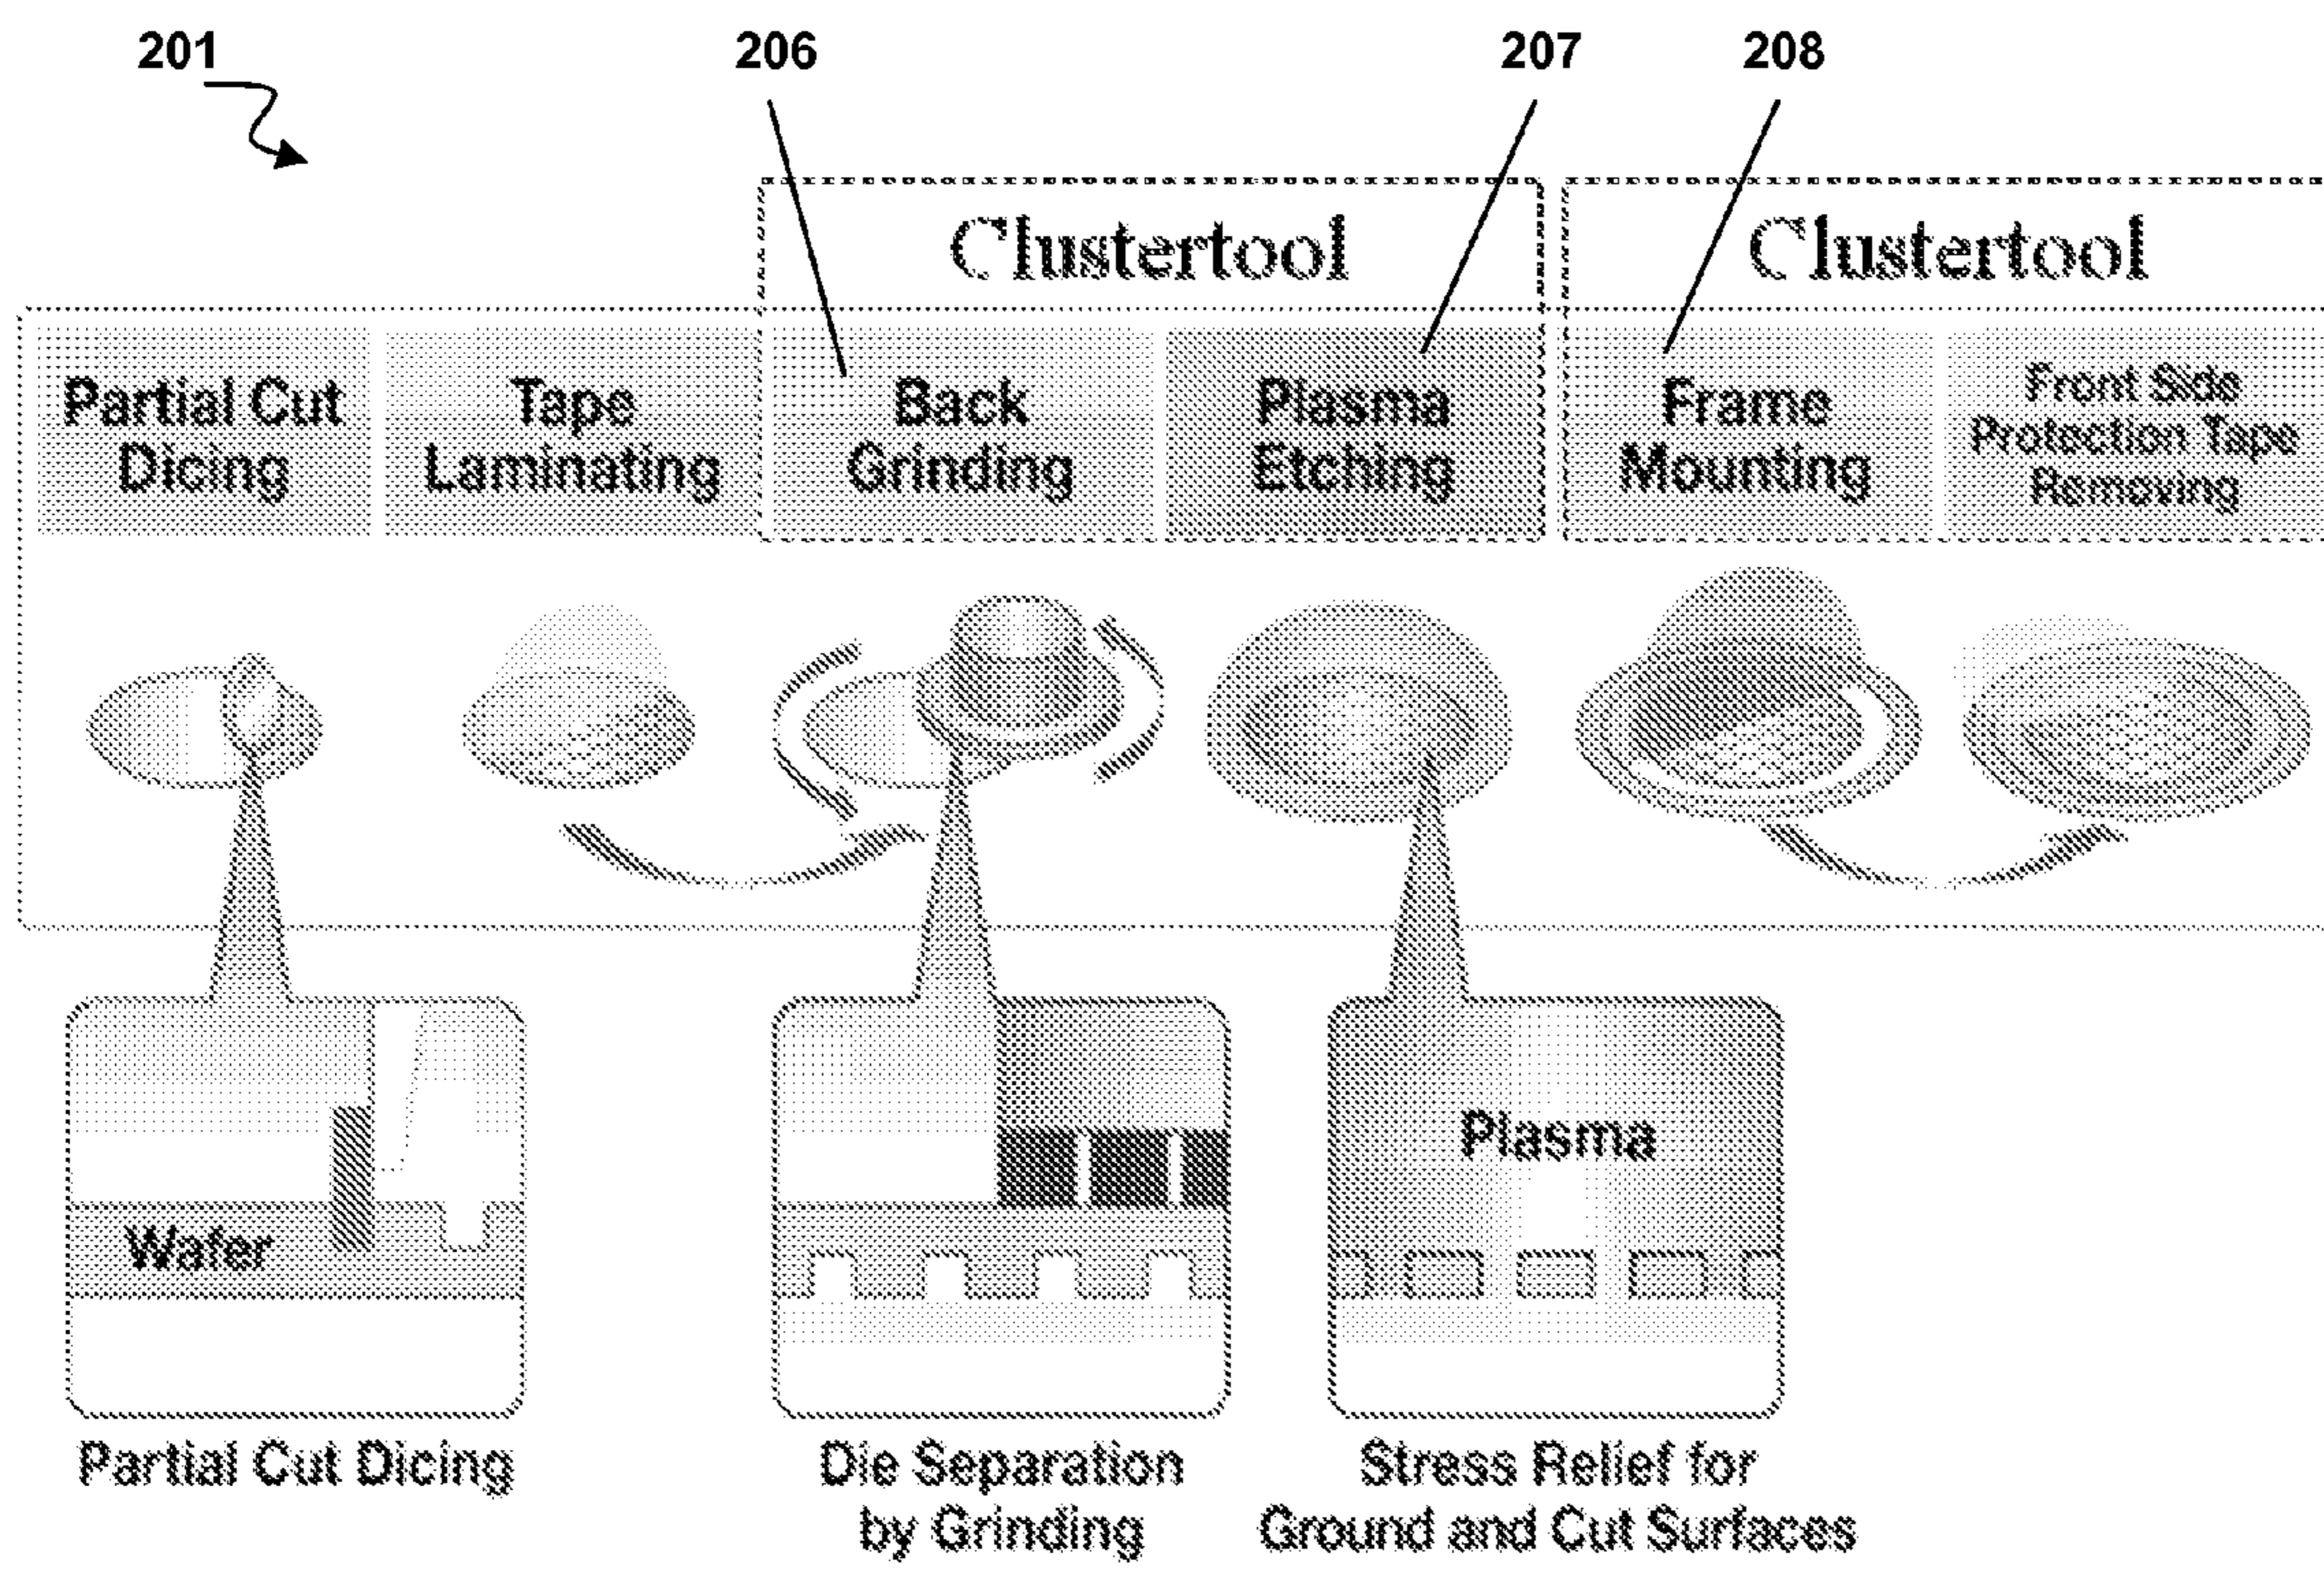 201
206
207
208
Clustertool
Clustertool
Partial Cut
Dicing
Tape
Laminating
Back
Grinding
Plasma
Etching
Frame
Mounting
Front Side
Protection Tape
Removing
Wafer
Plasma
Partial Cut Dicing
Die Separation
by Grinding
Stress Relief for
Ground and Cut Surfaces